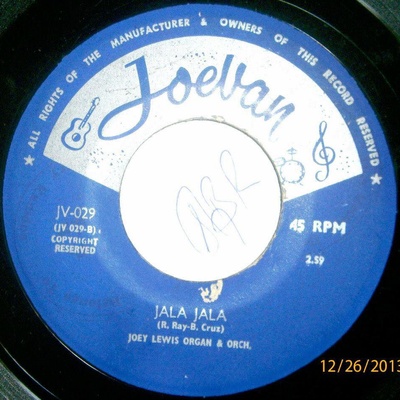 ★ ALL RIGHTS OF THE MANUFACTURER & OWNERS OF THIS RECORD RESERVED ★
Joevan
JV-029
(JV 029-B)
COPYRIGHT
RESERVED
45 RPM
2.59
JALA JALA
(R. Ray-B. Cruz)
JOEY LEWIS ORGAN & ORCH.
12/26/2013